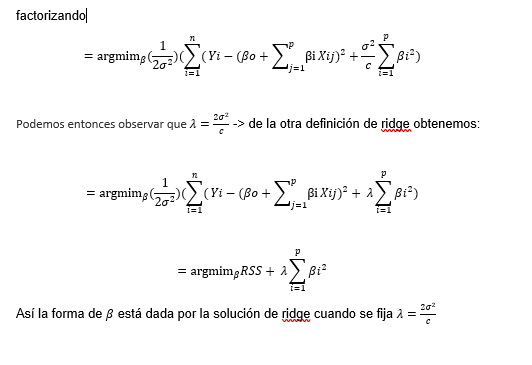 factorizando
= argmim_β(1/2σ²)(∑_{i=1}^{n}(Yi − (βo + ∑_{j=1}^{p} βi Xij)² + σ²/c ∑_{i=1}^{p} βi²)
Podemos entonces observar que λ = 2σ²/c -> de la otra definición de ridge obtenemos:
= argmim_β(1/2σ²)(∑_{i=1}^{n}(Yi − (βo + ∑_{j=1}^{p} βi Xij)² + λ ∑_{i=1}^{p} βi²)
= argmim_β RSS + λ ∑_{i=1}^{p} βi²
Así la forma de β está dada por la solución de ridge cuando se fija λ = 2σ²/c